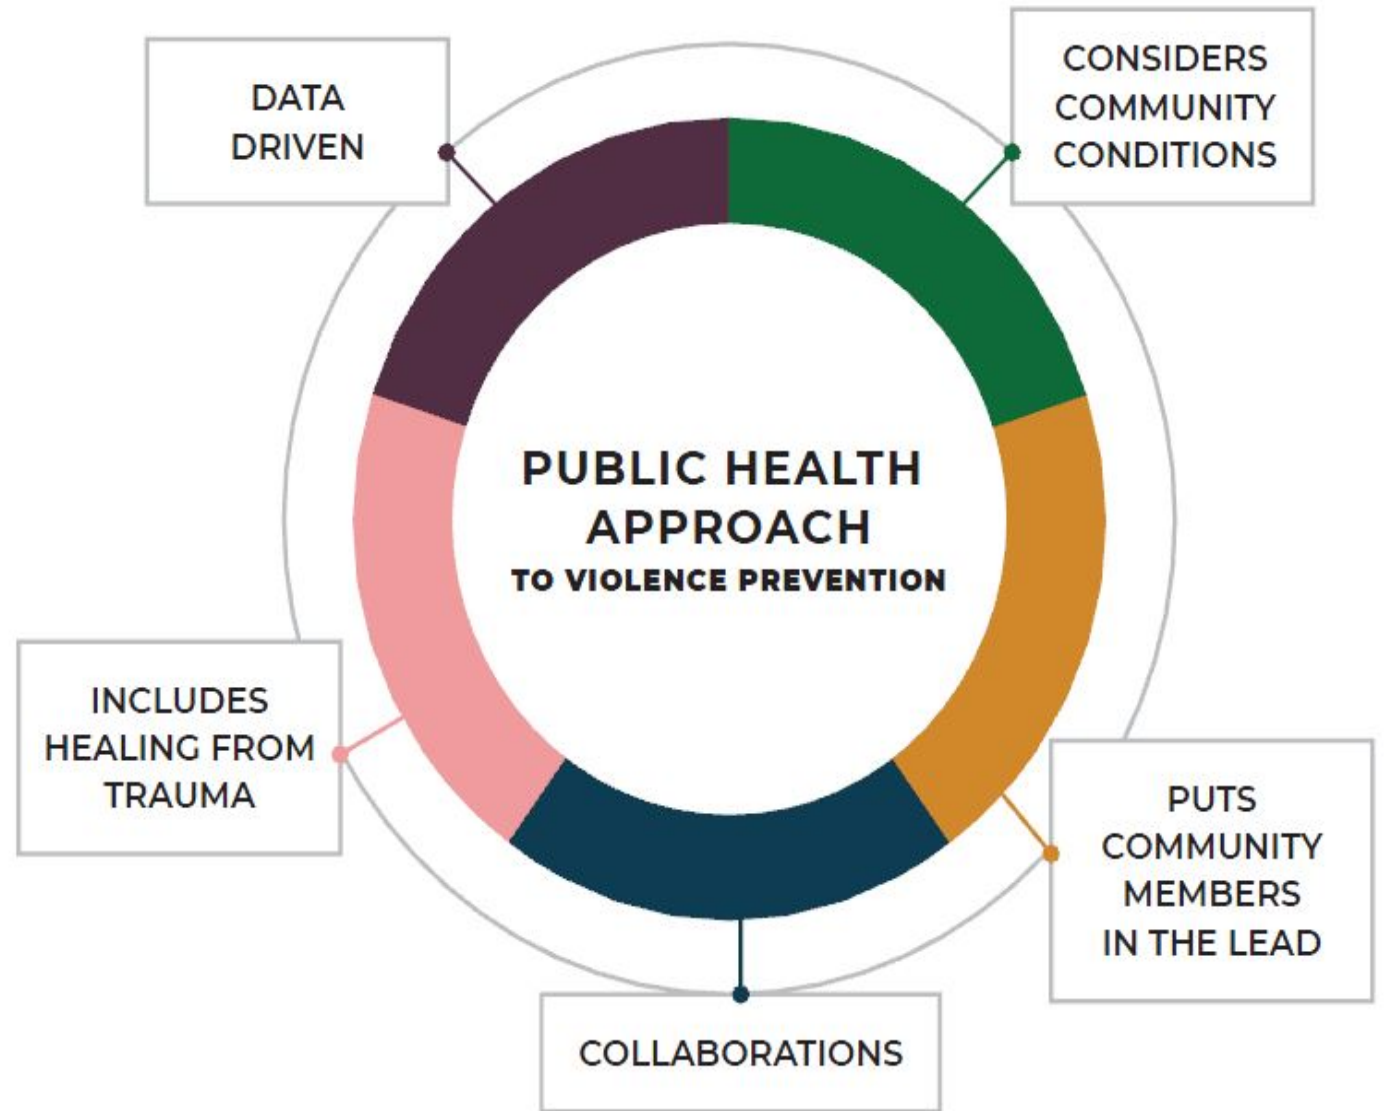 DATA
DRIVEN
CONSIDERS
COMMUNITY
CONDITIONS
PUBLIC HEALTH
APPROACH
TO VIOLENCE PREVENTION
INCLUDES
HEALING FROM
TRAUMA
PUTS
COMMUNITY
MEMBERS
IN THE LEAD
COLLABORATIONS